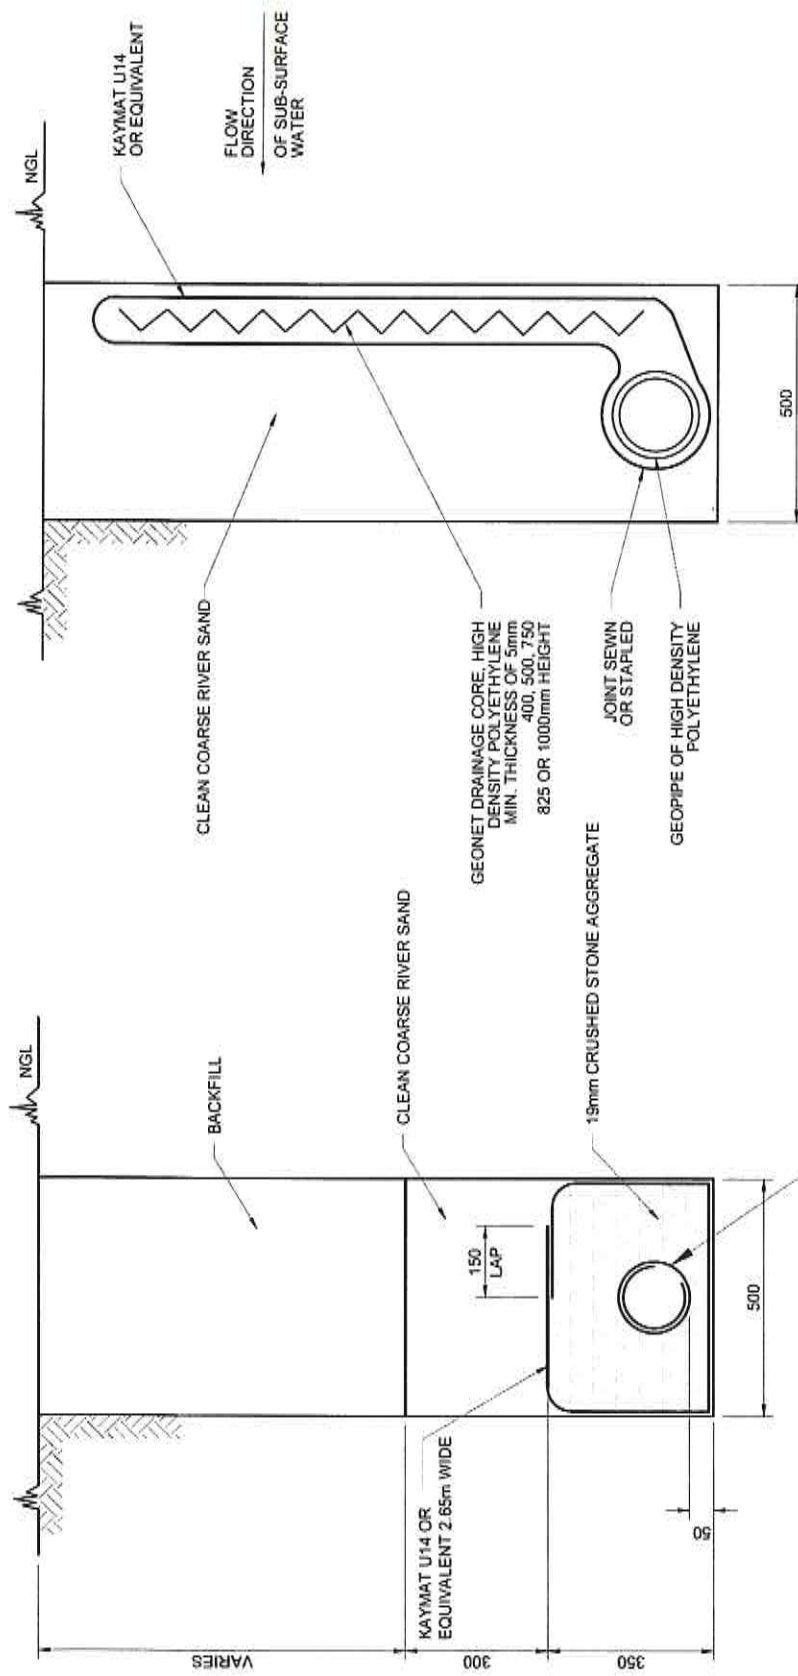 NGL
BACKFILL
CLEAN COARSE RIVER SAND
150
LAP
KAYMAT U14 OR
EQUIVALENT 2.65m WIDE
19mm CRUSHED STONE AGGREGATE
VARIES
300
350
50
500
NGL
KAYMAT U14
OR EQUIVALENT
FLOW
DIRECTION
OF SUB-SURFACE
WATER
CLEAN COARSE RIVER SAND
GEONET DRAINAGE CORE, HIGH
DENSITY POLYETHYLENE
MIN. THICKNESS OF 5mm
400, 500, 750
825 OR 1000mm HEIGHT
JOINT SEWN
OR STAPLED
GEOPIPE OF HIGH DENSITY
POLYETHYLENE
500